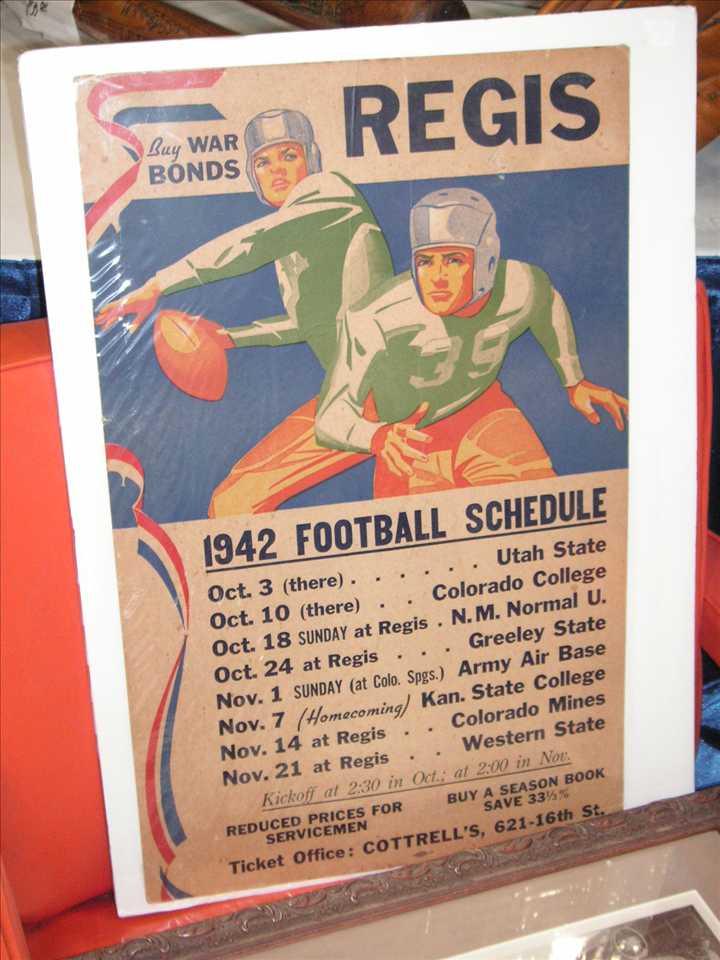 Buy WAR
BONDS
REGIS
39
1942 FOOTBALL SCHEDULE
Oct. 3 (there) . . . . . . Utah State
Oct. 10 (there) . . Colorado College
Oct. 18 SUNDAY at Regis . N.M. Normal U.
Oct. 24 at Regis . . . Greeley State
Nov. 1 SUNDAY (at Colo. Spgs.) Army Air Base
Nov. 7 (Homecoming) Kan. State College
Nov. 14 at Regis . . Colorado Mines
Nov. 21 at Regis . . Western State
Kickoff at 2:30 in Oct.; at 2:00 in Nov.
REDUCED PRICES FOR
SERVICEMEN
BUY A SEASON BOOK
SAVE 33⅓%
Ticket Office: COTTRELL'S, 621-16th St.